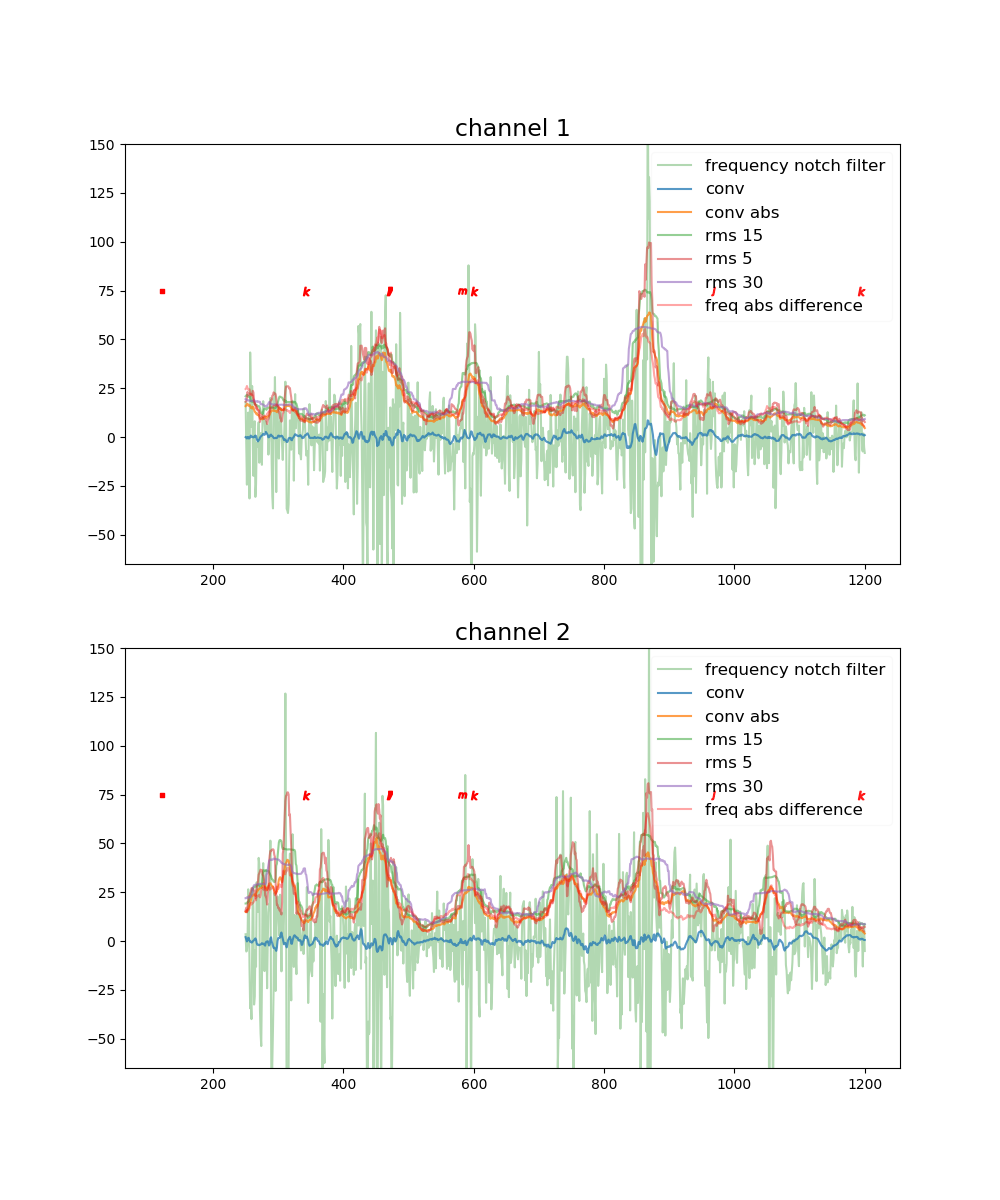 channel 1
150
125
100
75
50
25
0
−25
−50
frequency notch filter
conv
conv abs
rms 15
rms 5
rms 30
freq abs difference
k
m k
k
200 400 600 800 1000 1200
channel 2
150
125
100
75
50
25
0
−25
−50
frequency notch filter
conv
conv abs
rms 15
rms 5
rms 30
freq abs difference
k
m k
k
200 400 600 800 1000 1200